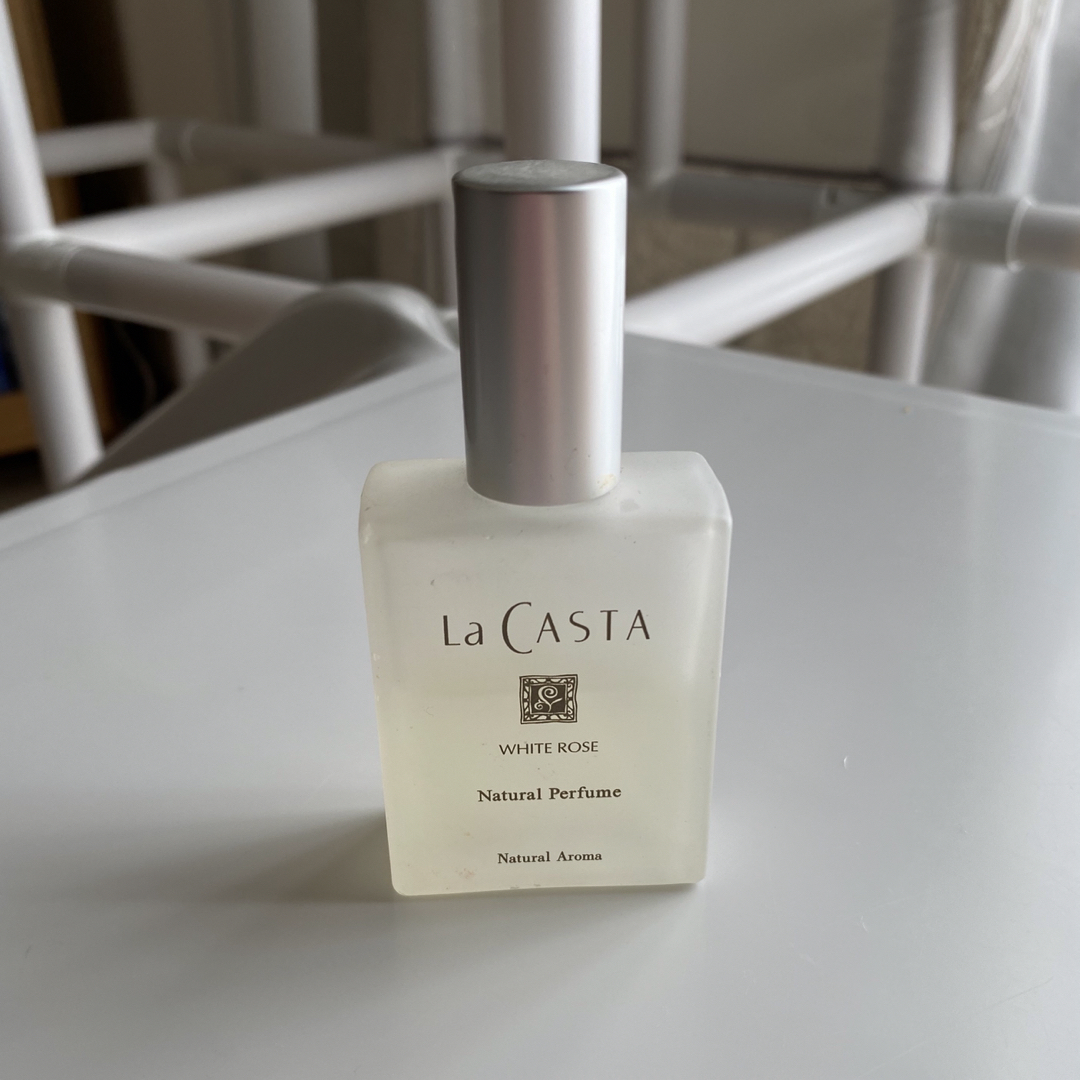 La CASTA
WHITE ROSE
Natural Perfume
Natural Aroma